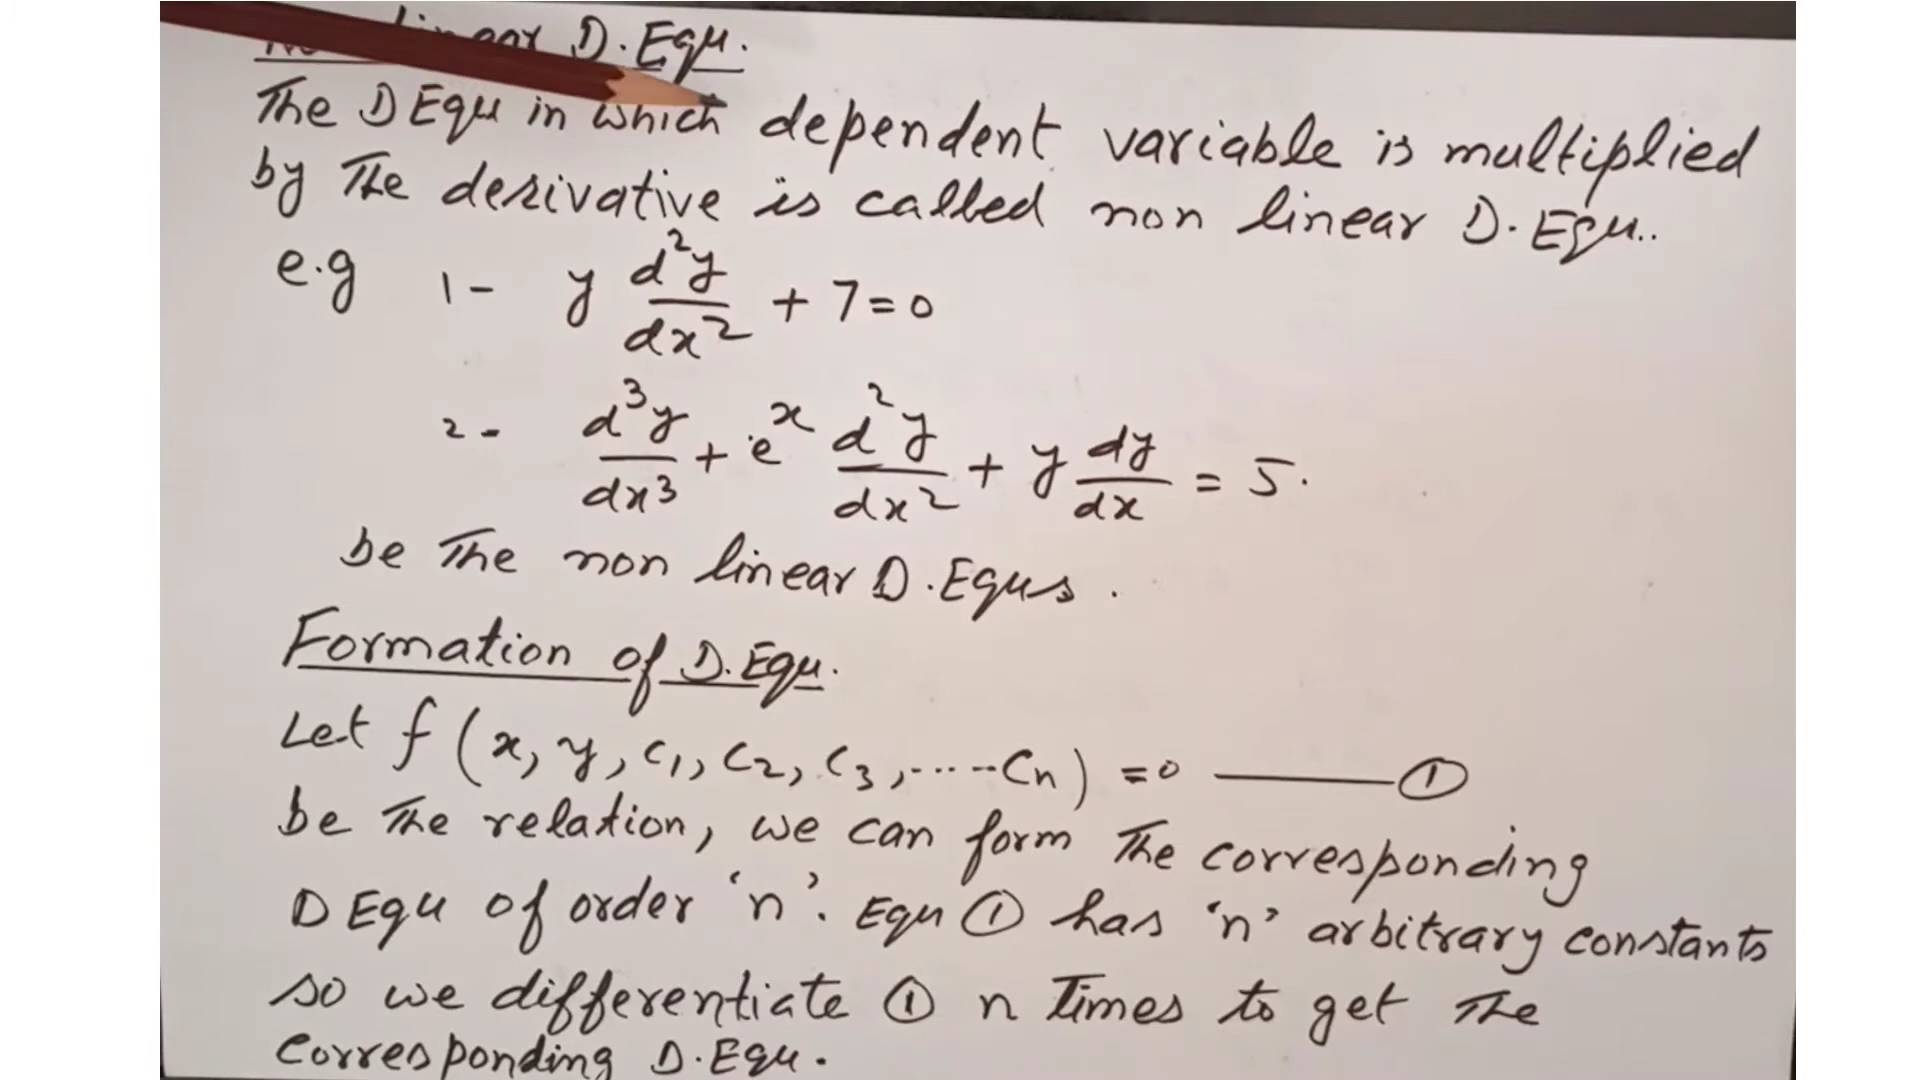 Non linear D.Equ.
The D Equ in which dependent variable is multiplied
by the derivative is called non linear D.Equ..
e.g 1- y d²y/dx² + 7 = 0
2- d³y/dx³ + e^x d²y/dx² + y dy/dx = 5.
be the non linear D.Equs.
Formation of D.Equ.
Let f(x, y, c₁, c₂, c₃, ..... cₙ) = 0 ——— ①
be the relation, we can form the corresponding
D Equ of order 'n'. Equ ① has 'n' arbitrary constants
so we differentiate ① n Times to get the
corresponding D.Equ.